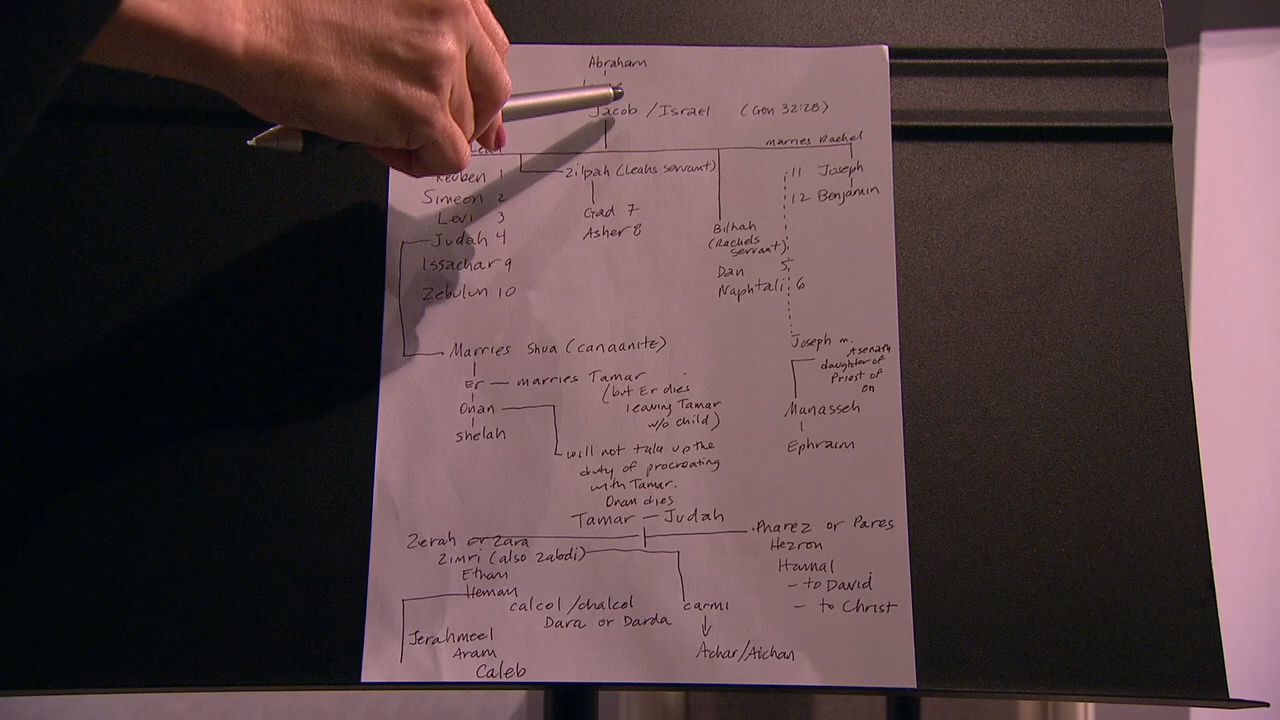 Abraham
Jacob / Israel (Gen 32:28)
Leah
marries Rachel
Reuben 1
Simeon 2
Levi 3
Judah 4
Issachar 9
Zebulun 10
Zilpah (Leahs servant)
Gad 7
Asher 8
Bilhah
(Rachels
servant)
Dan 5
Naphtali 6
11 Joseph
12 Benjamin
Joseph m.
Asenath
daughter of
Priest of
on
Manasseh
Ephraim
Marries Shua (canaanite)
Er — marries Tamar
(but Er dies
leaving Tamar
w/o child)
Onan
shelah
will not take up the
duty of procreating
with Tamar.
Onan dies
Tamar — Judah
Zerah or Zara
Zimri (also Zabdi)
Ethan
Heman
calcol / chalcol
Dara or Darda
carmi
Achar/Aichan
Pharez or Pares
Hezron
Hamal
- to David
- to Christ
Jerahmeel
Aram
Caleb